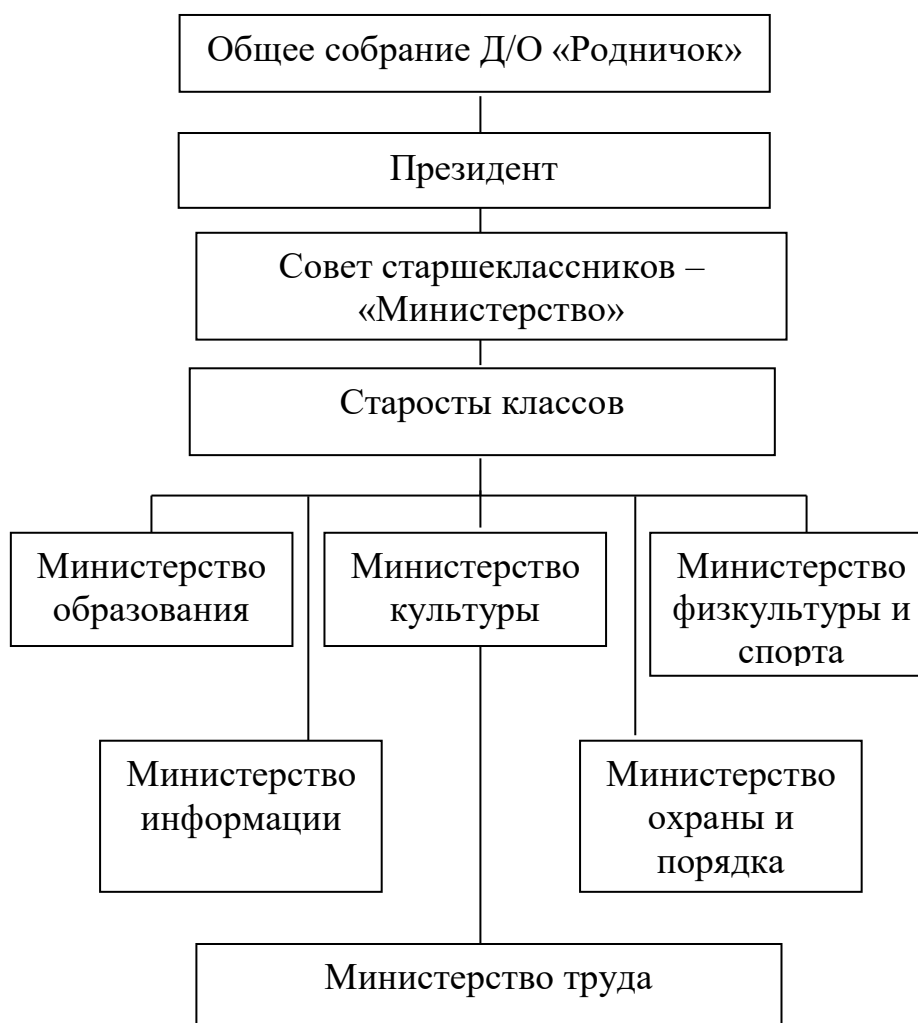 Общее собрание Д/О «Родничок»
Президент
Совет старшеклассников –
«Министерство»
Старосты классов
Министерство
образования
Министерство
культуры
Министерство
физкультуры и
спорта
Министерство
информации
Министерство
охраны и
порядка
Министерство труда